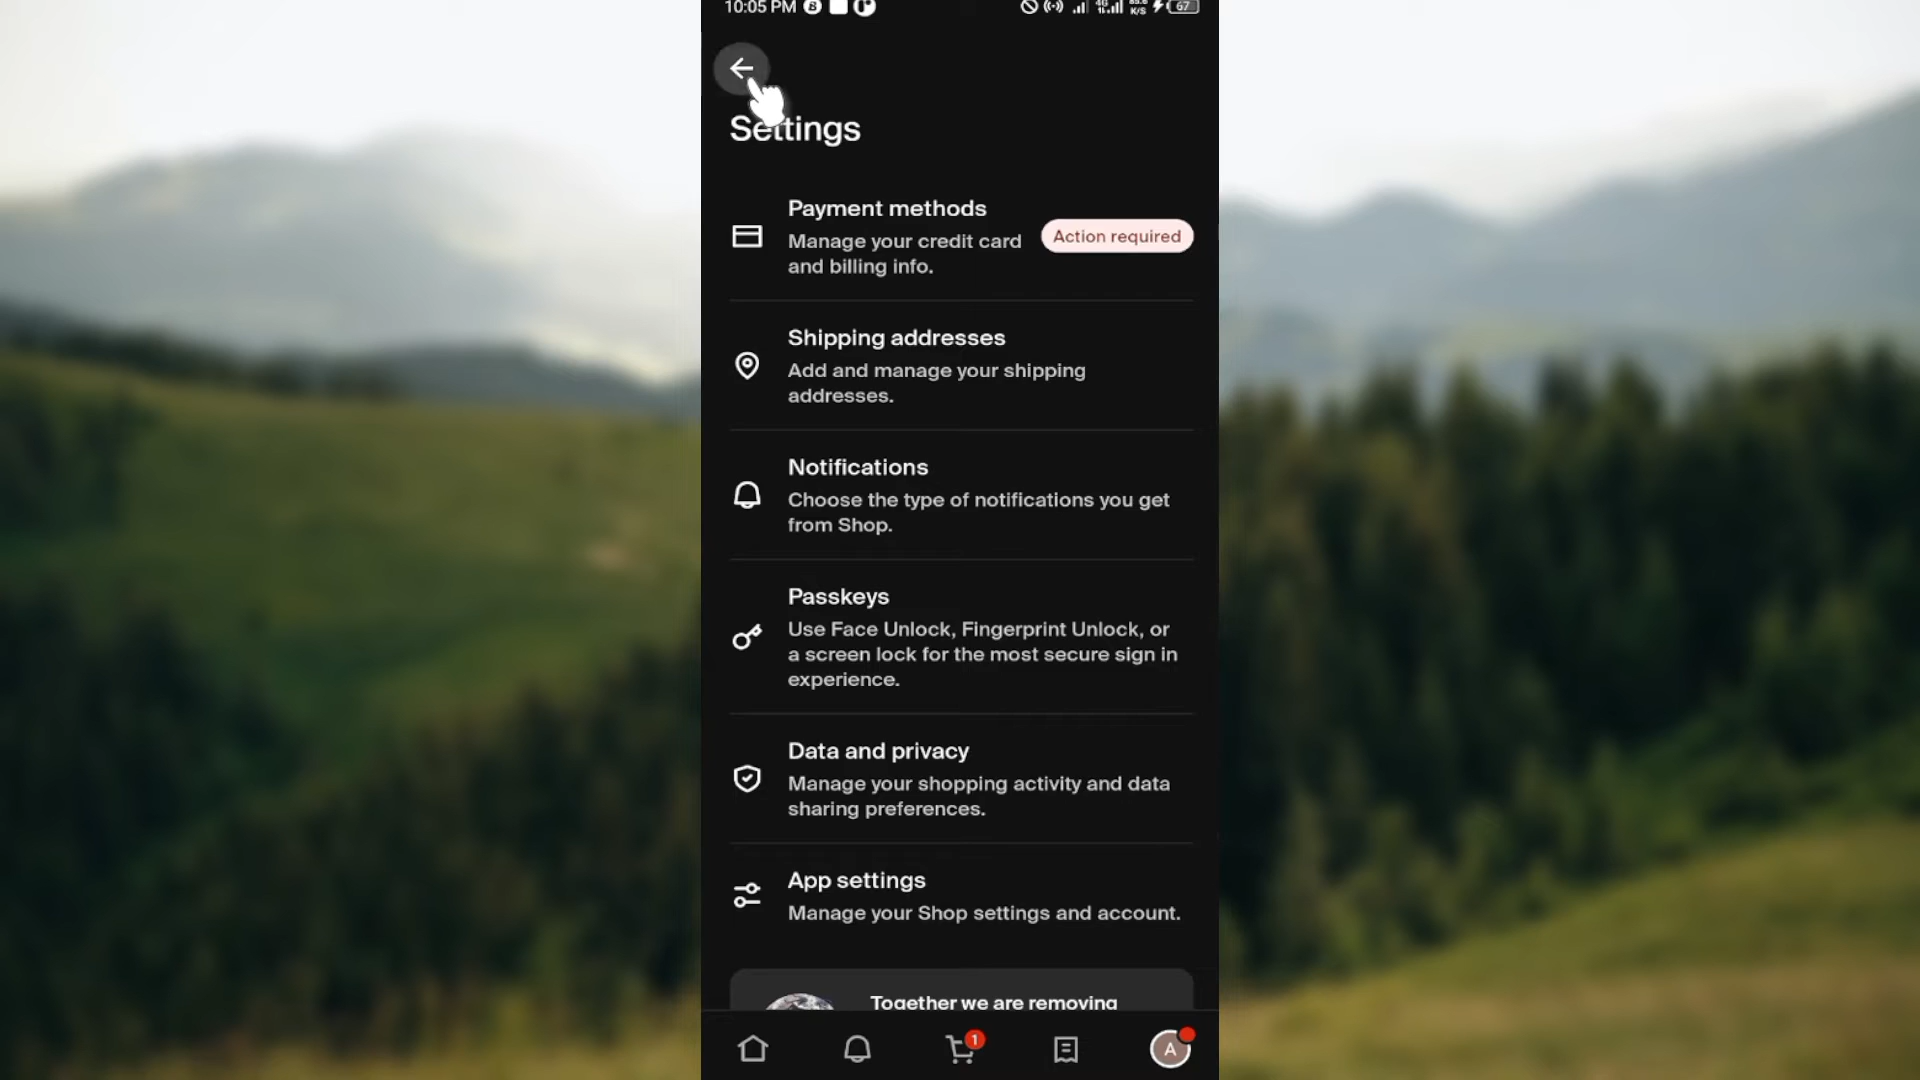 10:05 PM
4G
K/S
67
Settings
Payment methods
Manage your credit card
and billing info.
Action required
Shipping addresses
Add and manage your shipping
addresses.
Notifications
Choose the type of notifications you get
from Shop.
Passkeys
Use Face Unlock, Fingerprint Unlock, or
a screen lock for the most secure sign in
experience.
Data and privacy
Manage your shopping activity and data
sharing preferences.
App settings
Manage your Shop settings and account.
Together we are removing
1
A